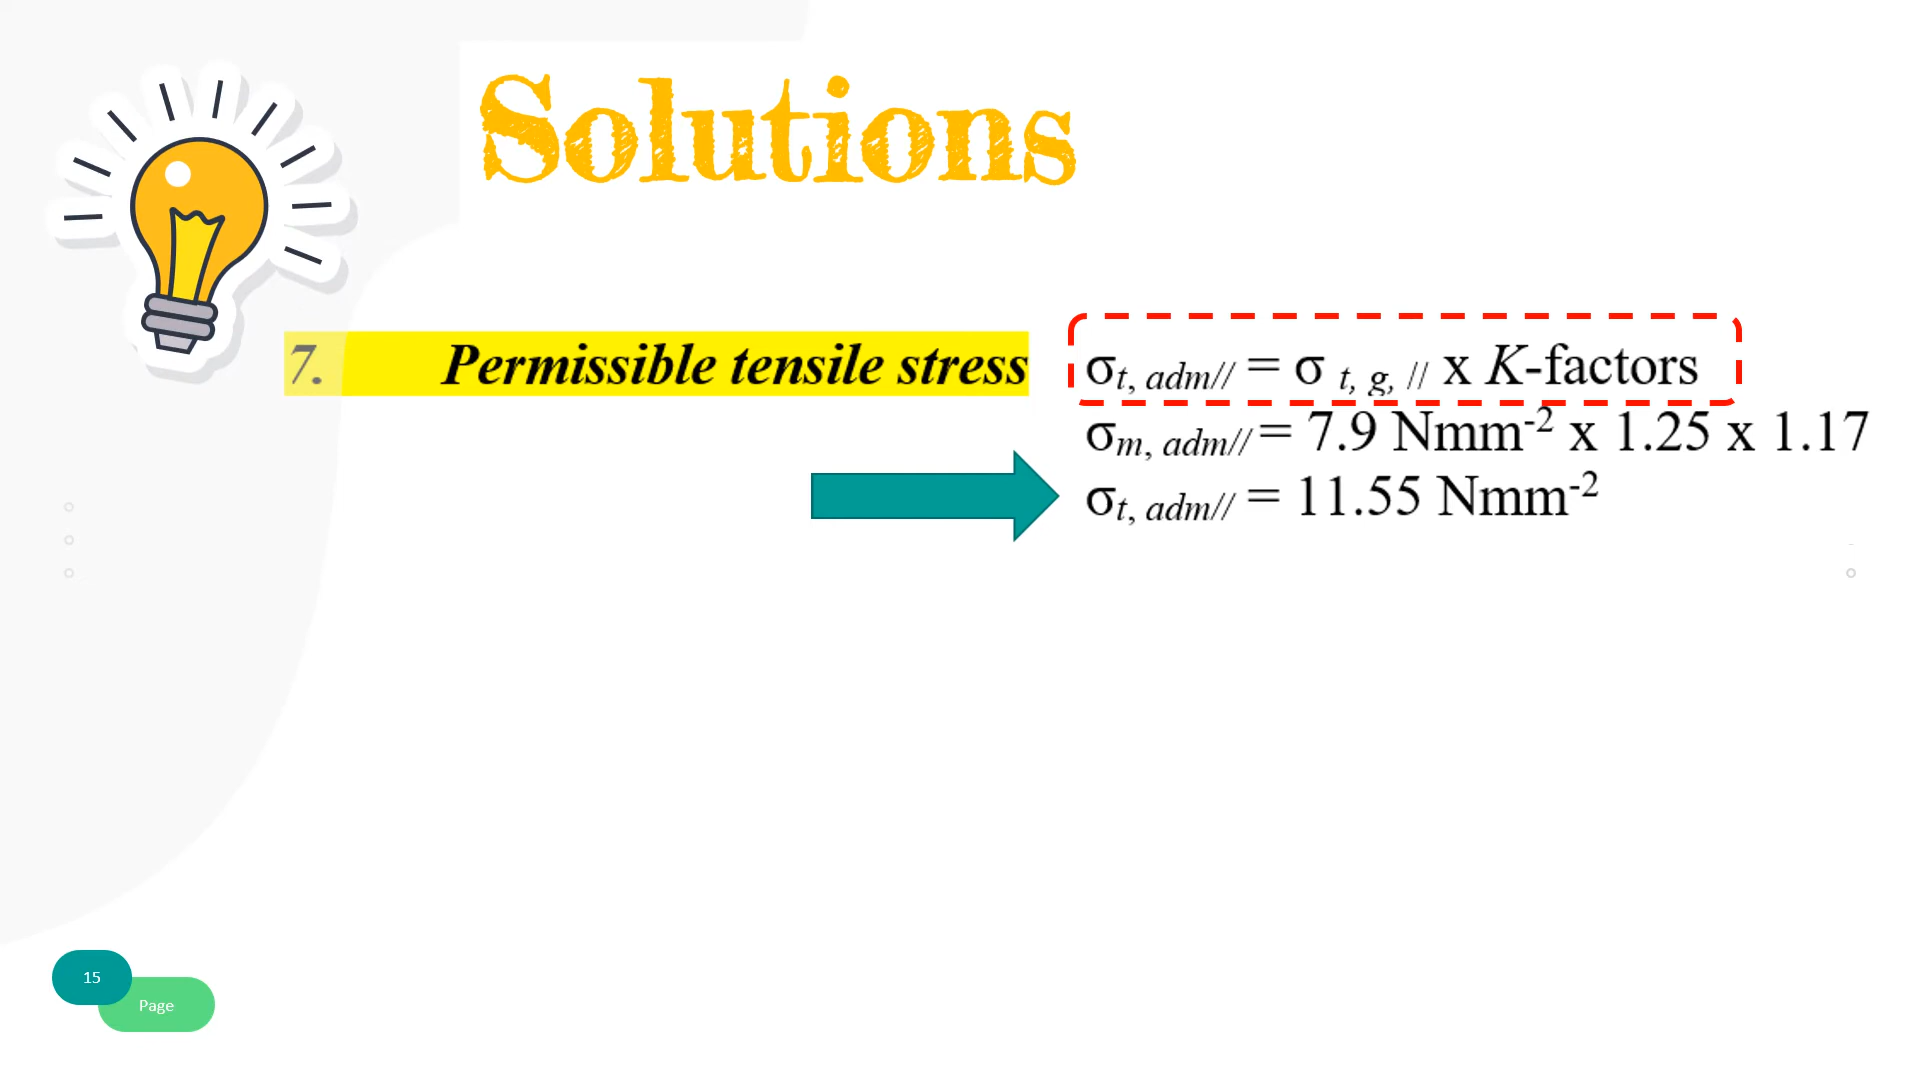 Solutions
7. Permissible tensile stress σt, adm// = σ t, g, // x K-factors
σm, adm// = 7.9 Nmm⁻² x 1.25 x 1.17
σt, adm// = 11.55 Nmm⁻²
15
Page